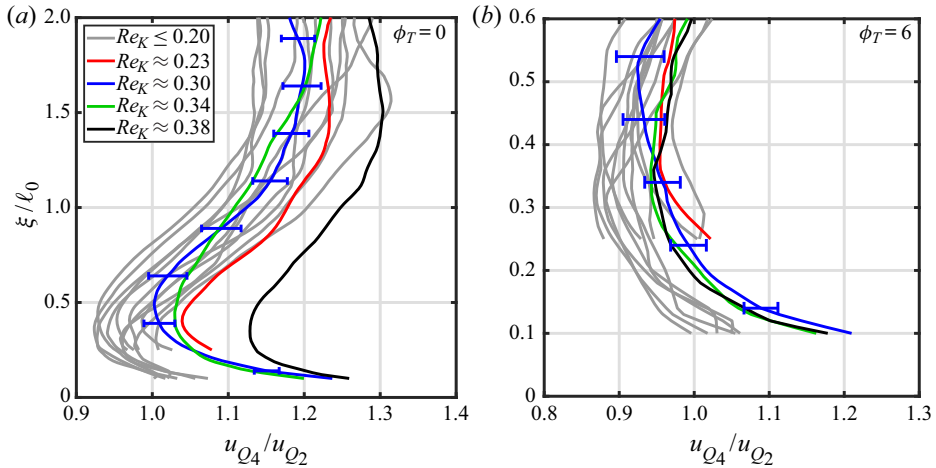 (a)
2.0
1.5
1.0
0.5
0
ξ/ℓ₀
Re_K ≤ 0.20
Re_K ≈ 0.23
Re_K ≈ 0.30
Re_K ≈ 0.34
Re_K ≈ 0.38
ϕ_T = 0
0.9 1.0 1.1 1.2 1.3 1.4
u_Q₄/u_Q₂
(b)
0.6
0.5
0.4
0.3
0.2
0.1
0
ϕ_T = 6
0.8 0.9 1.0 1.1 1.2 1.3
u_Q₄/u_Q₂